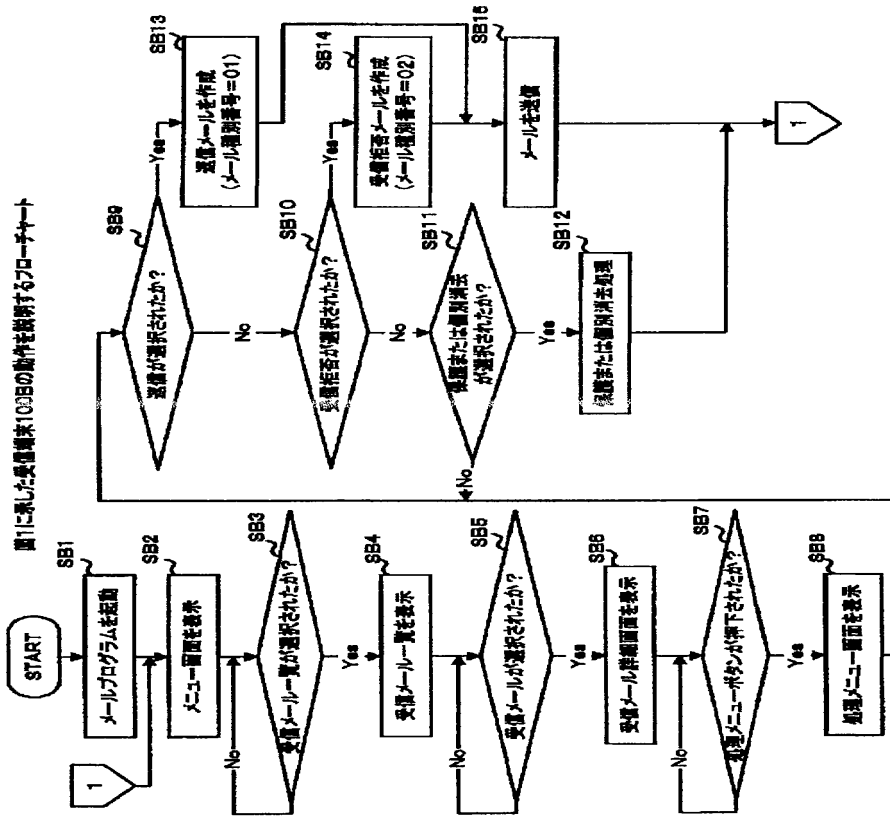 図1に示した受信端末100Bの動作を説明するフローチャート
START
1
SB1
メールプログラムを起動
SB2
メニュー画面を表示
SB3
受信メール一覧が選択されたか?
No
Yes
SB4
受信メール一覧を表示
SB5
受信メールが選択されたか?
No
Yes
SB6
受信メール詳細画面を表示
SB7
処理メニューボタンが押下されたか?
No
Yes
SB8
処理メニュー画面を表示
SB9
返信が選択されたか?
Yes
No
SB10
受信拒否が選択されたか?
Yes
No
SB11
保護または個別消去
が選択されたか?
No
Yes
SB12
保護または個別消去処理
SB13
返信メールを作成
(メール種別番号=01)
SB14
受信拒否メールを作成
(メール種別番号=02)
SB15
メールを送信
1